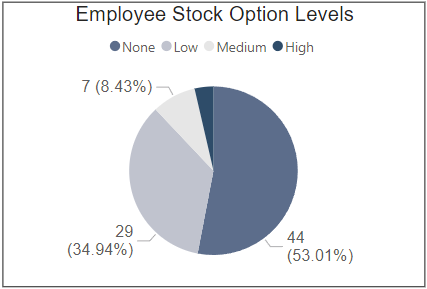 Employee Stock Option Levels
None Low Medium High
7 (8.43%)
29
(34.94%)
44
(53.01%)